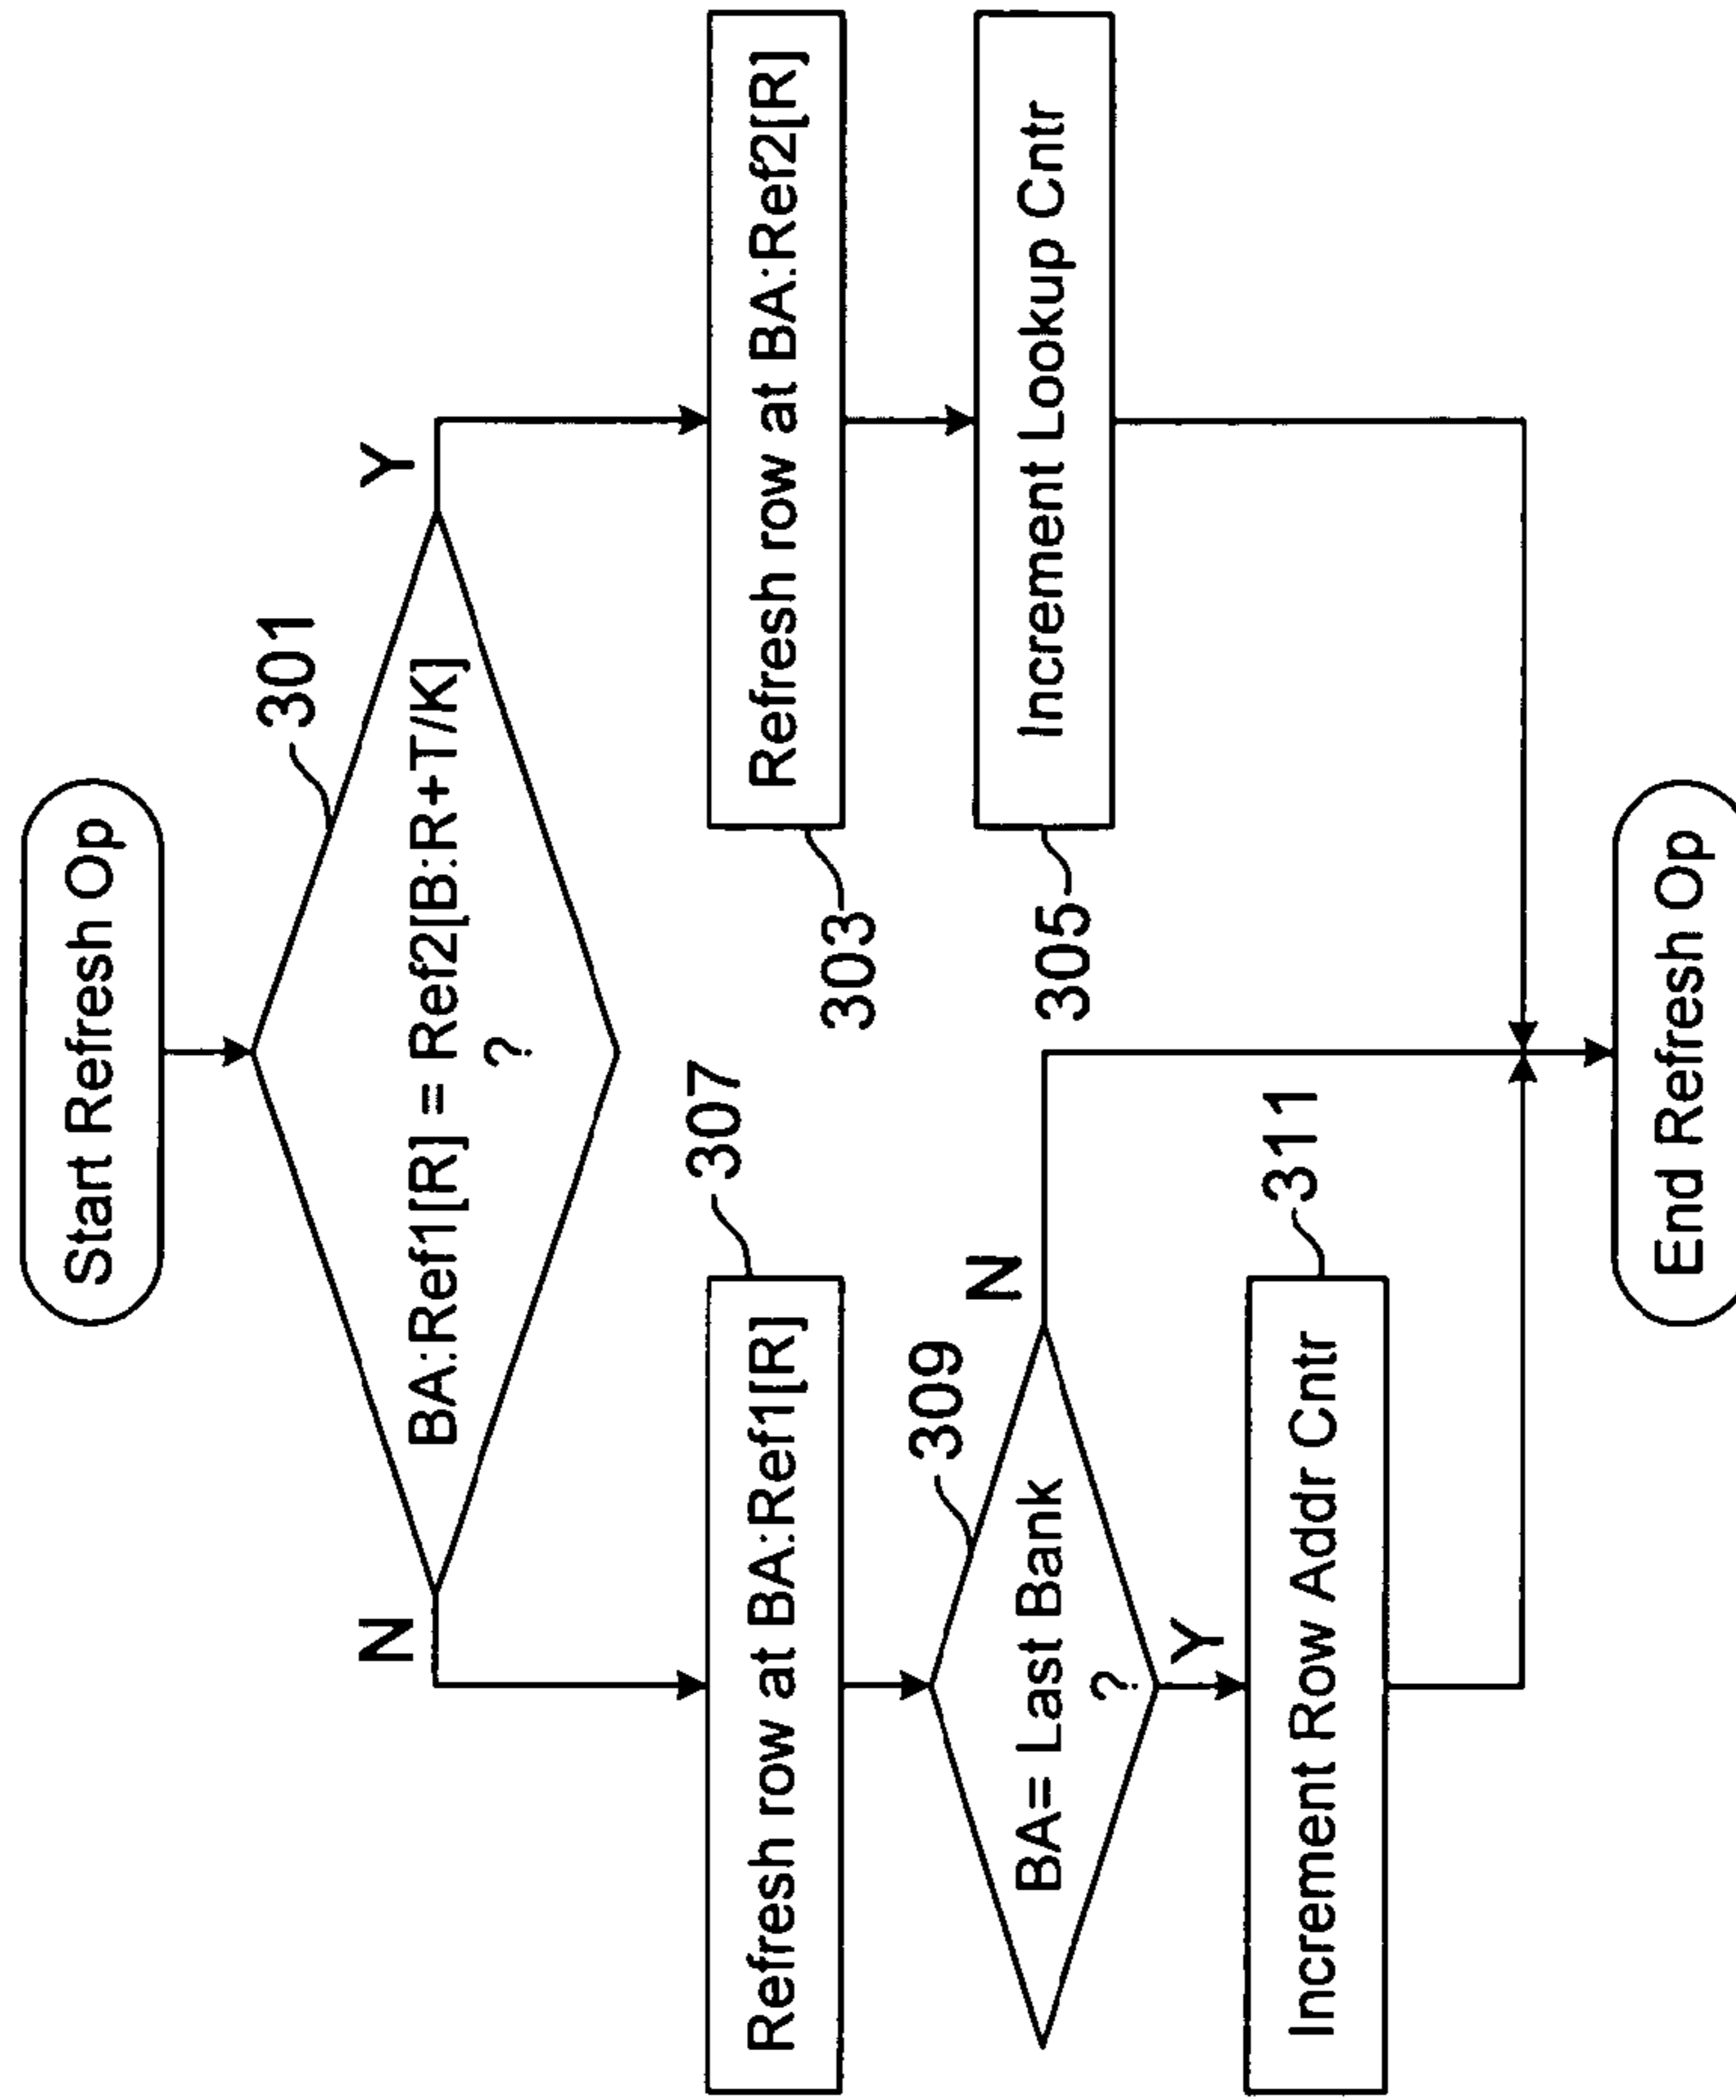 Start Refresh Op
301
BA:Ref1[R] = Ref2[B:R+T/K]
?
N
Y
307
Refresh row at BA:Ref1[R]
Refresh row at BA:Ref2[R]
303
309
N
BA= Last Bank
?
Increment Lookup Cntr
305
Y
311
Increment Row Addr Cntr
End Refresh Op